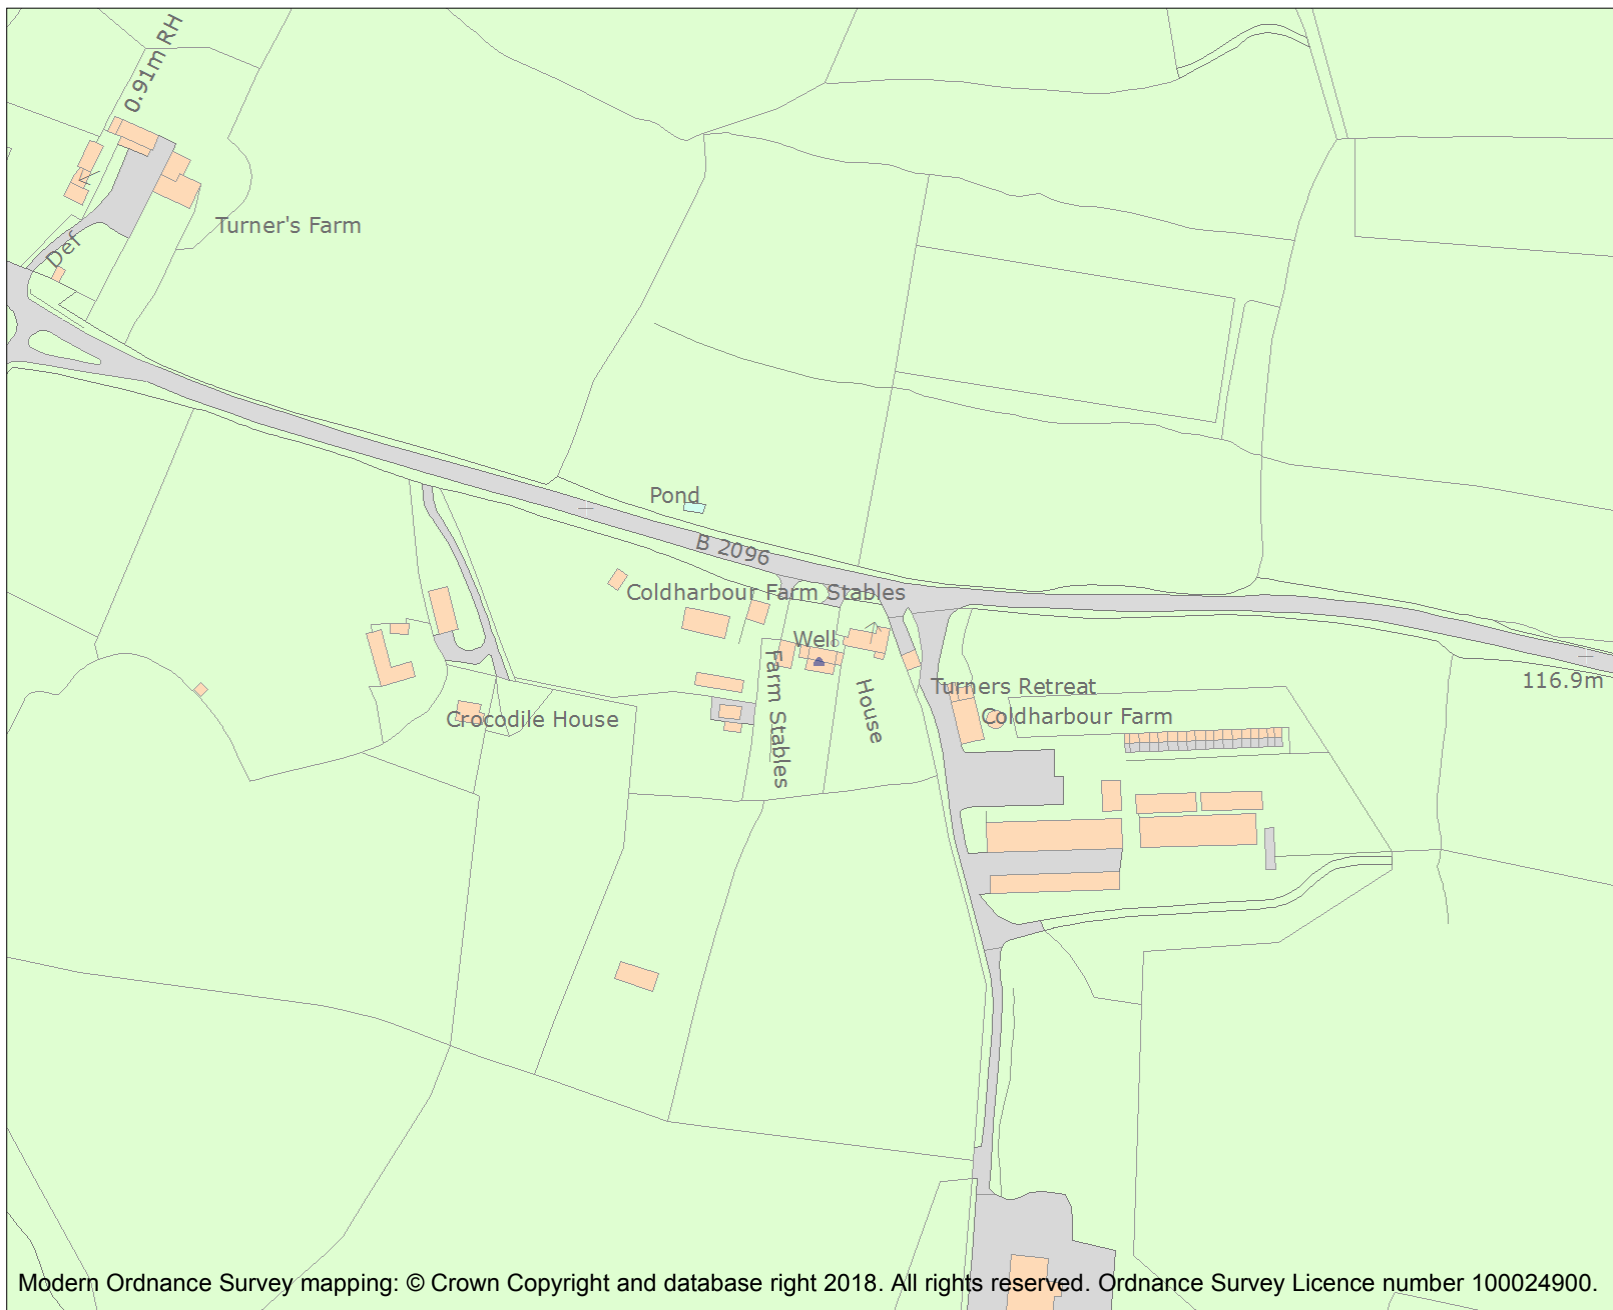 0.91m RH
Turner's Farm
Def
Pond
B 2096
Coldharbour Farm Stables
Well
Farm Stables
House
116.9m
Turners Retreat
Coldharbour Farm
Crocodile House
Modern Ordnance Survey mapping: © Crown Copyright and database right 2018. All rights reserved. Ordnance Survey Licence number 100024900.